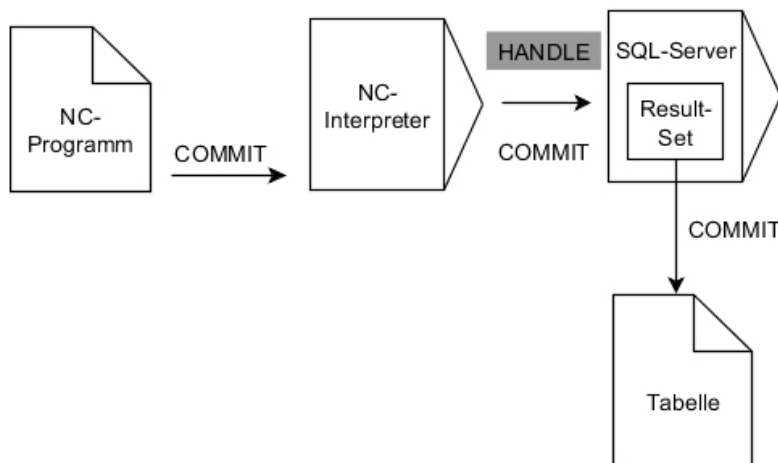 NC-
Programm
COMMIT
NC-
Interpreter
HANDLE
COMMIT
SQL-Server
Result-
Set
COMMIT
Tabelle